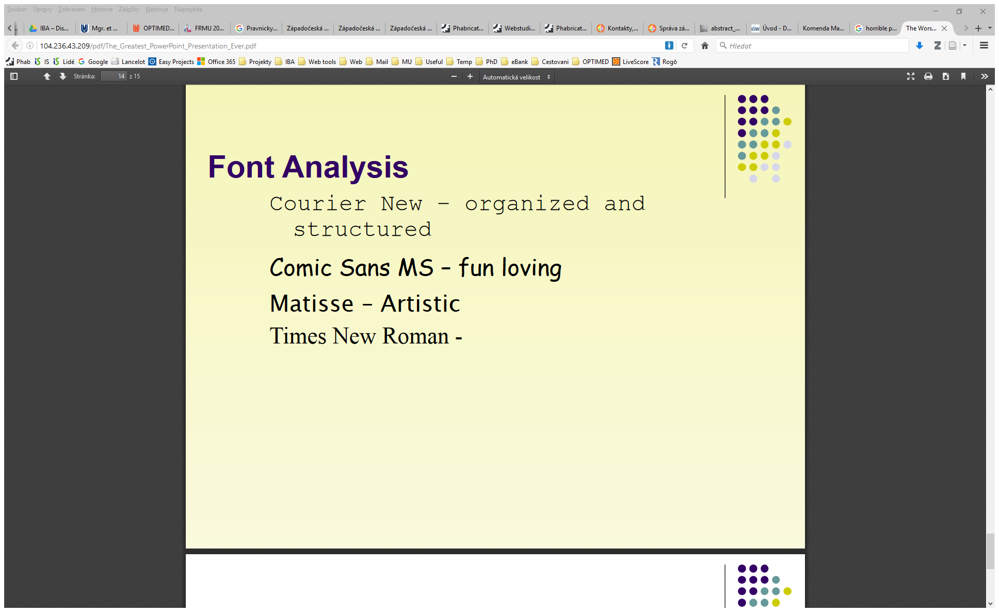 Soubor Úpravy Zobrazení Historie Záložky Nástroje Nápověda
IBA – Dis... Mgr. et ... OPTIMED... FRMU 20... Pravnicky... Západočeská ... Západočeská ... Západočeská ... Phabricat... Webstudi... Phabricat... Kontakty,... Správa zá... abstract_... Úvod - D... Komenda Ma... horrible p... The Wors...
104.236.43.209/pdf/The_Greatest_PowerPoint_Presentation_Ever.pdf Hledat
Phab IS Lidé Google Lancelot Easy Projects Office 365 Projekty IBA Web tools Web Mail MU Useful Temp PhD eBank Cestovani OPTIMED LiveScore Rogō
Stránka: 14 z 15 Automatická velikost
Font Analysis
Courier New – organized and
structured
Comic Sans MS – fun loving
Matisse – Artistic
Times New Roman -